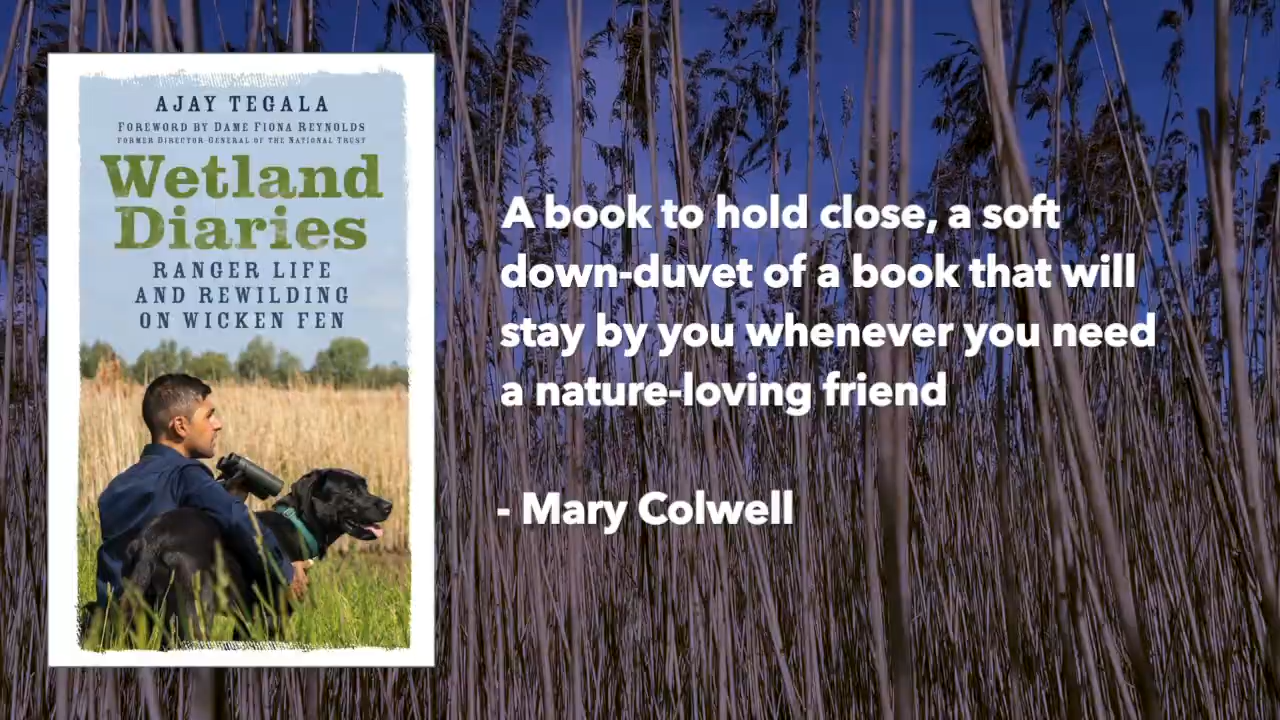 AJAY TEGALA
FOREWORD BY DAME FIONA REYNOLDS
FORMER DIRECTOR-GENERAL OF THE NATIONAL TRUST
Wetland
Diaries
RANGER LIFE
AND REWILDING
ON WICKEN FEN
A book to hold close, a soft
down-duvet of a book that will
stay by you whenever you need
a nature-loving friend
- Mary Colwell